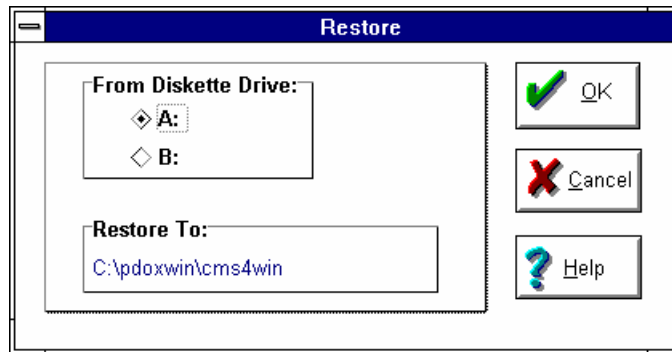 Restore
From Diskette Drive:
A:
B:
Restore To:
C:\pdoxwin\cms4win
OK
Cancel
Help